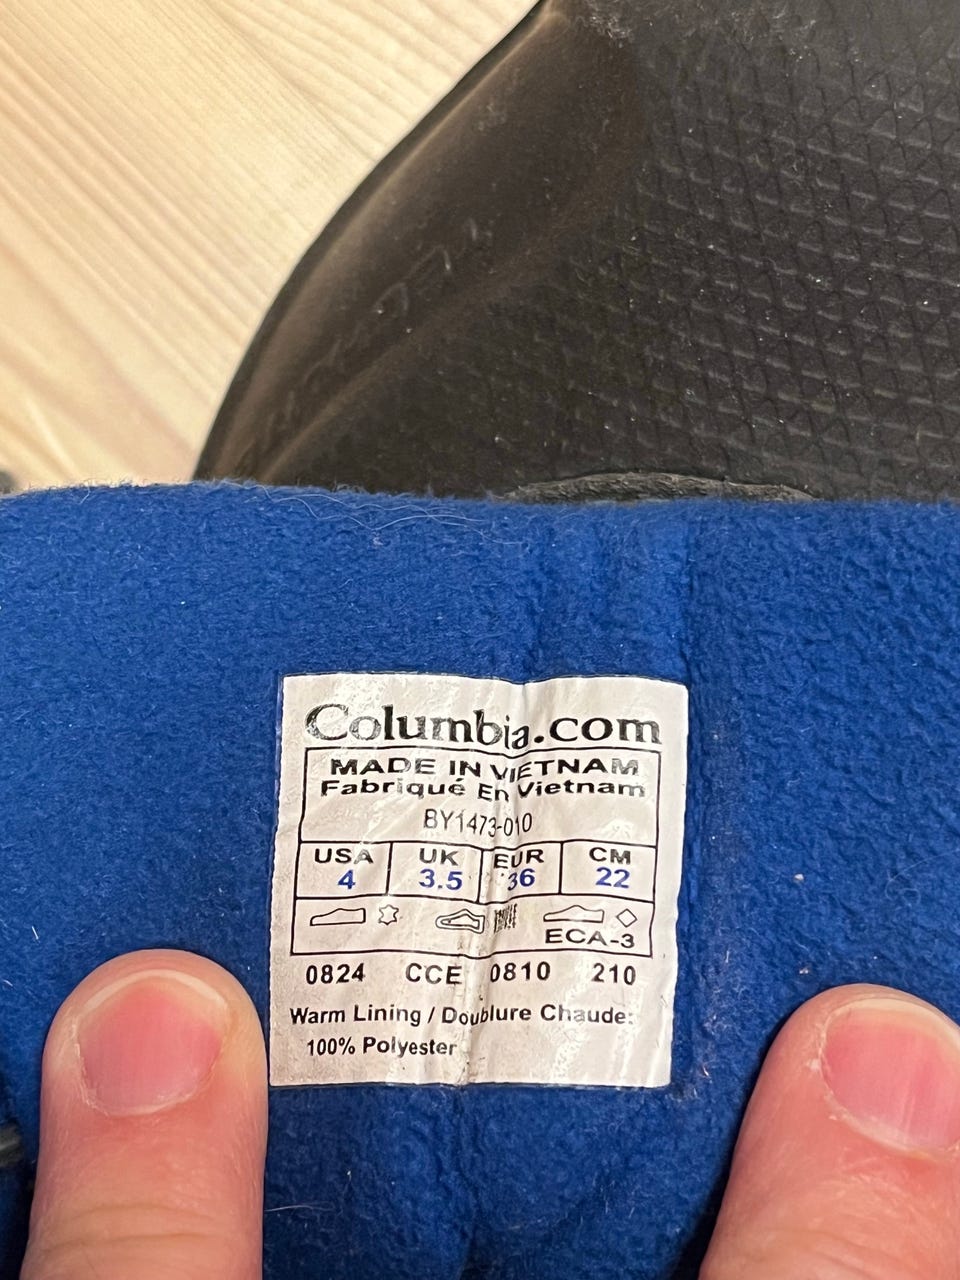 Columbia.com
MADE IN VIETNAM
Fabriqué En Vietnam
BY1473-010
USA UK EUR CM
4 3.5 36 22
ECA-3
0824 CCE 0810 210
Warm Lining / Doublure Chaude:
100% Polyester